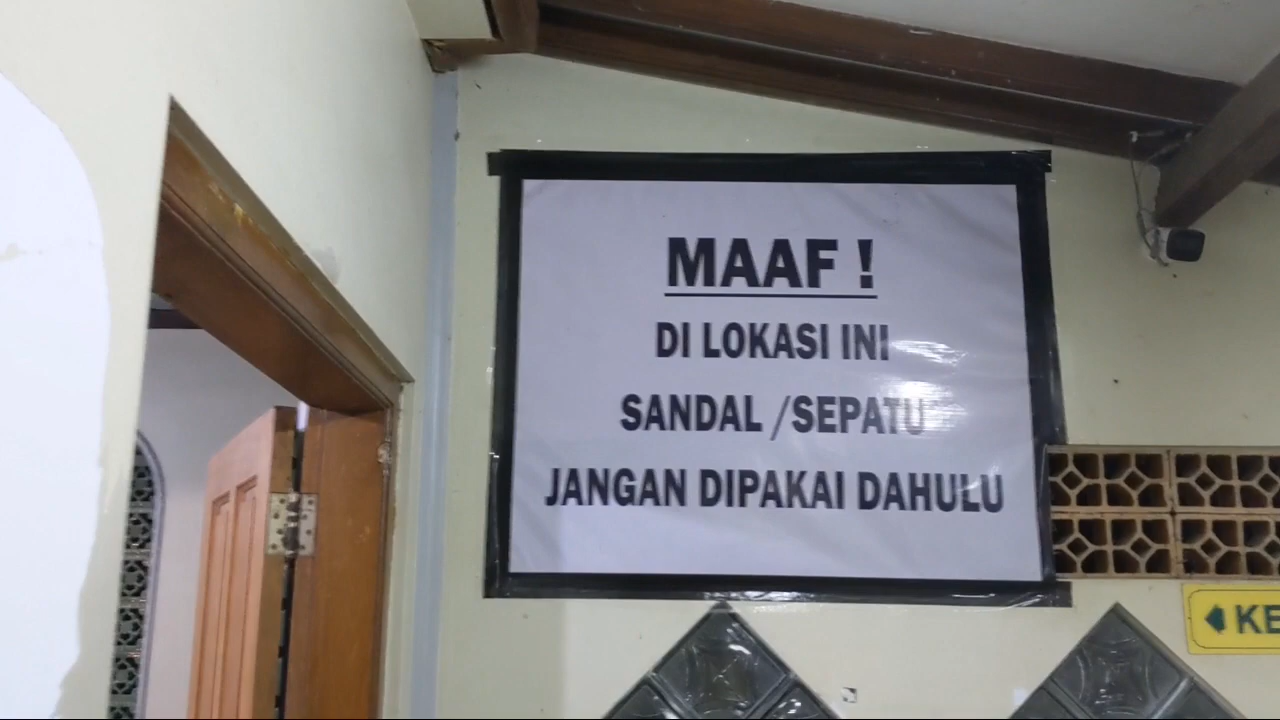 MAAF !
DI LOKASI INI
SANDAL /SEPATU
JANGAN DIPAKAI DAHULU
KE